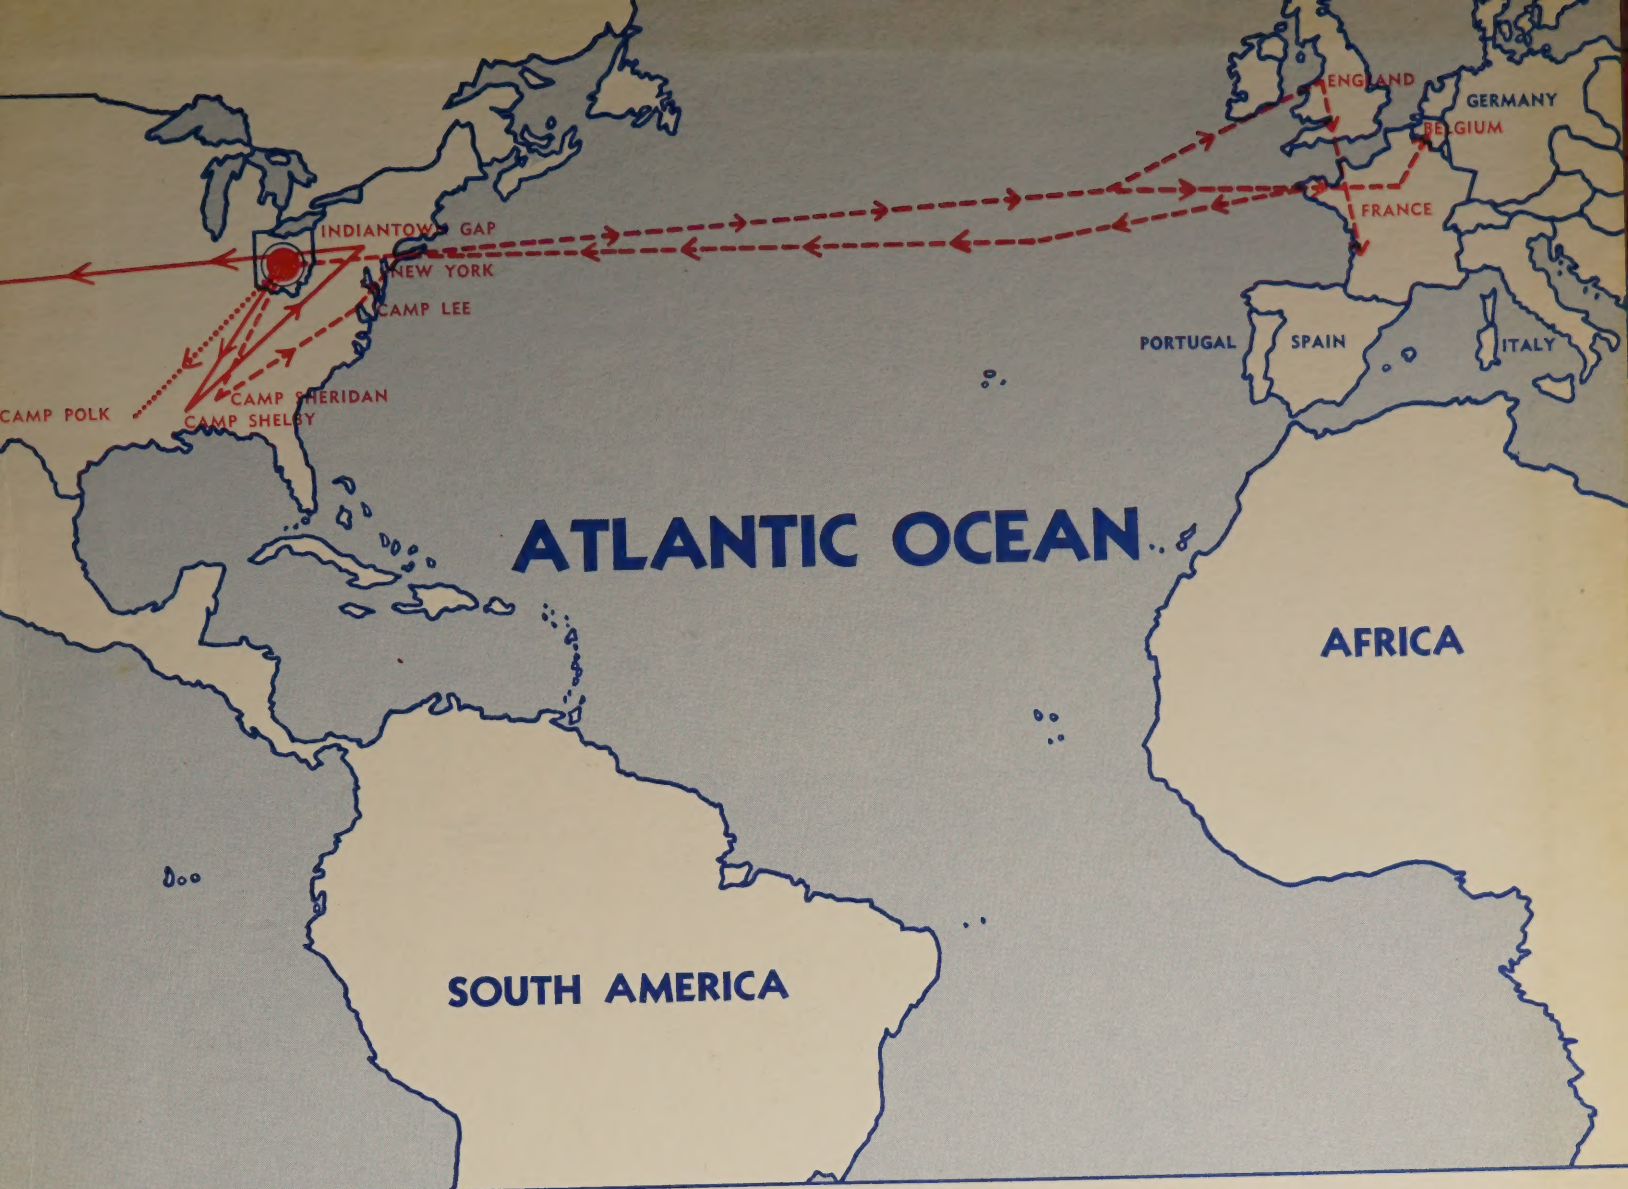 ENGLAND
GERMANY
BELGIUM
FRANCE
INDIANTOWN GAP
NEW YORK
CAMP LEE
PORTUGAL
SPAIN
ITALY
CAMP SHERIDAN
CAMP POLK
CAMP SHELBY
ATLANTIC OCEAN
AFRICA
SOUTH AMERICA